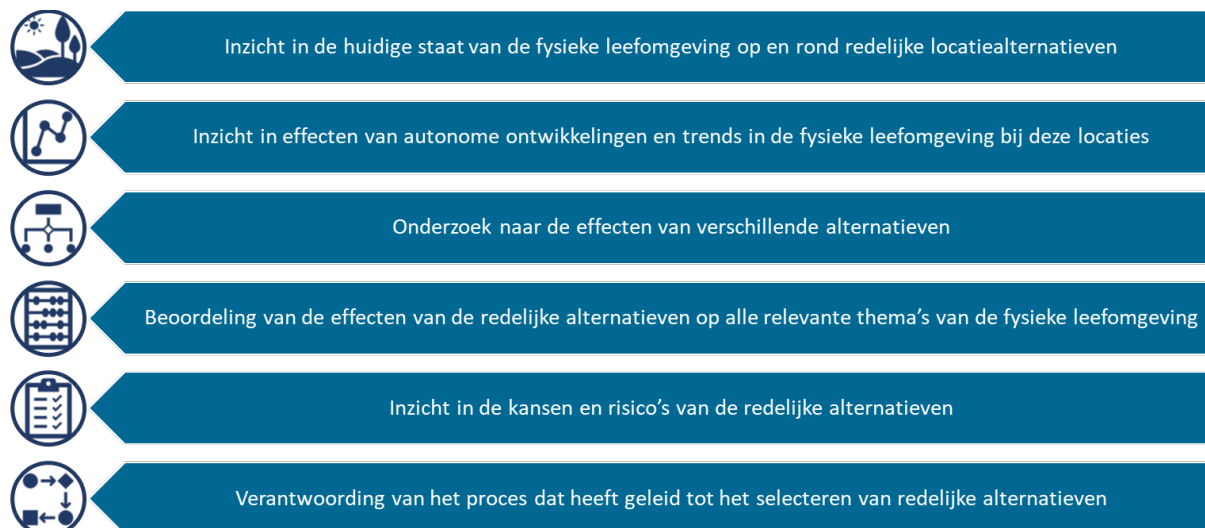 Inzicht in de huidige staat van de fysieke leefomgeving op en rond redelijke locatiealternatieven
Inzicht in effecten van autonome ontwikkelingen en trends in de fysieke leefomgeving bij deze locaties
Onderzoek naar de effecten van verschillende alternatieven
Beoordeling van de effecten van de redelijke alternatieven op alle relevante thema’s van de fysieke leefomgeving
Inzicht in de kansen en risico’s van de redelijke alternatieven
Verantwoording van het proces dat heeft geleid tot het selecteren van redelijke alternatieven